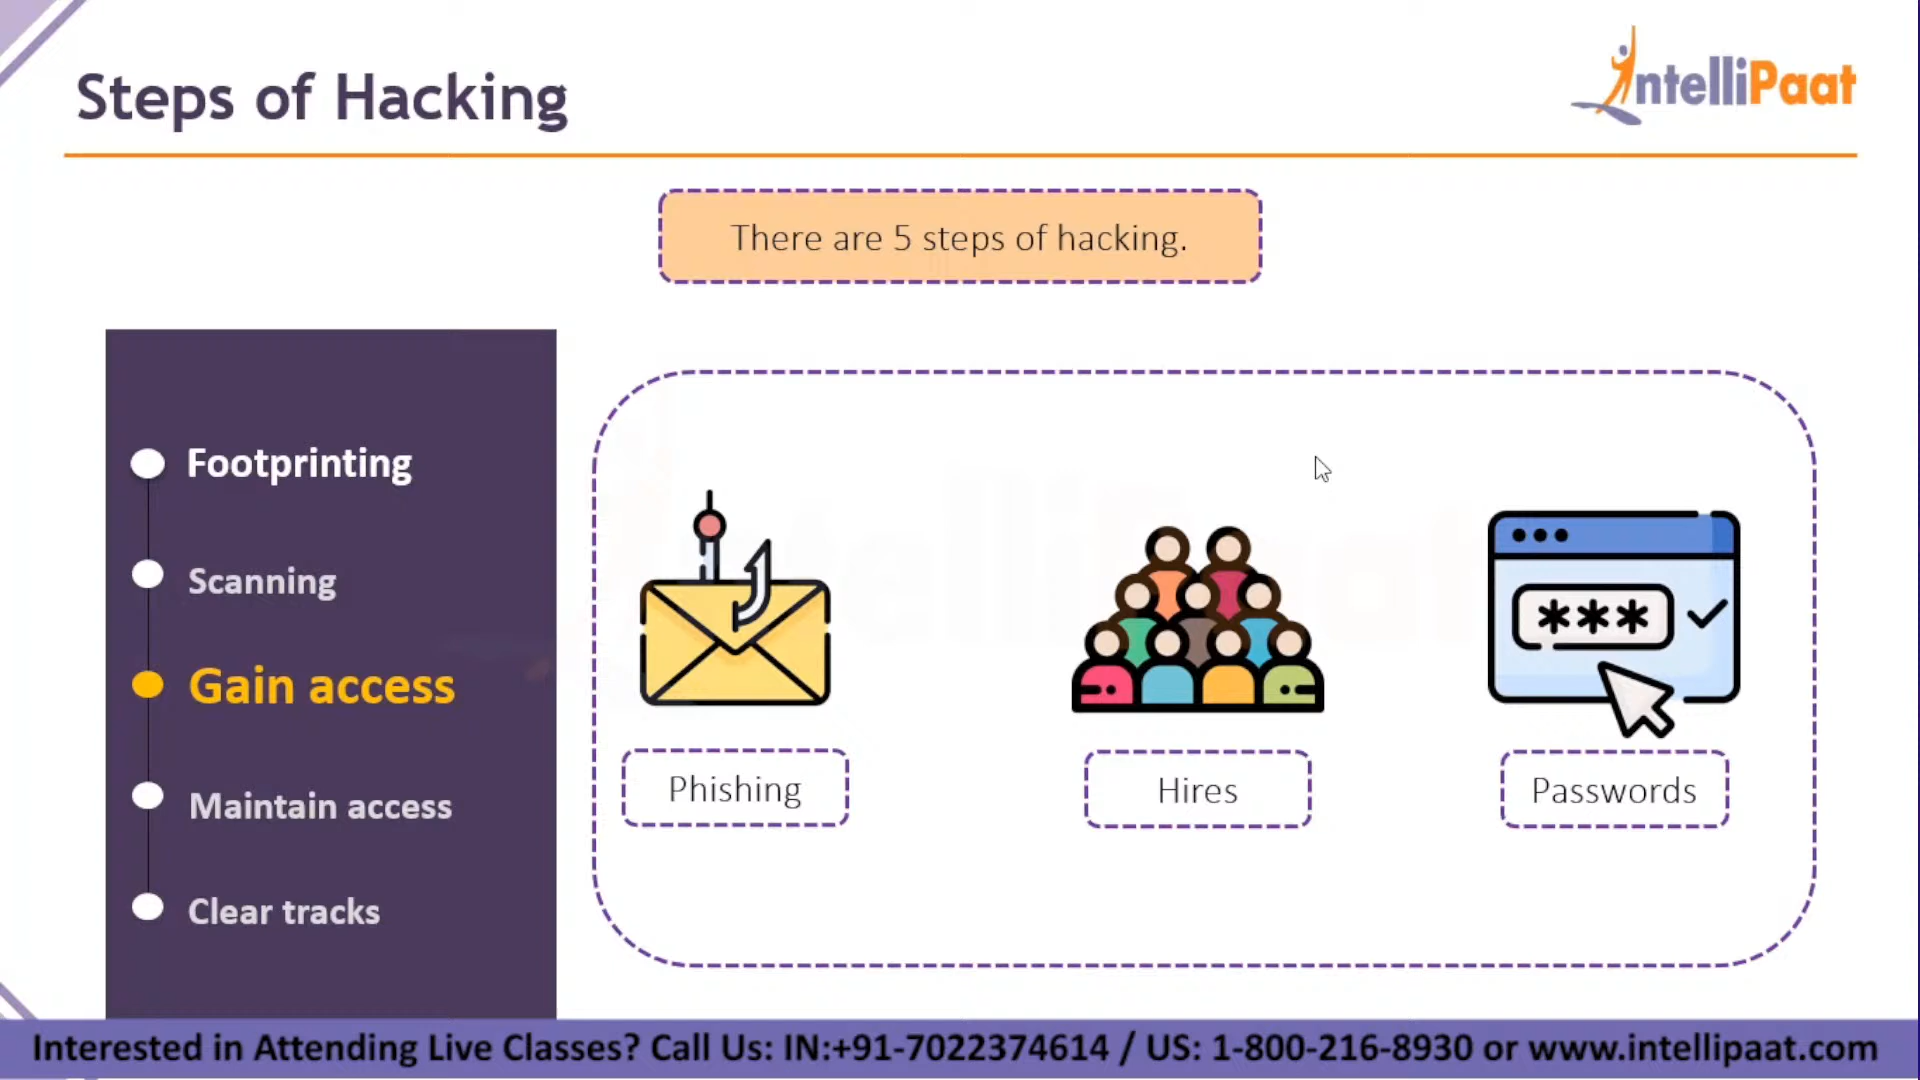 Steps of Hacking
IntelliPaat
There are 5 steps of hacking.
Footprinting
Scanning
Gain access
Maintain access
Clear tracks
***
Phishing
Hires
Passwords
Interested in Attending Live Classes? Call Us: IN:+91-7022374614 / US: 1-800-216-8930 or www.intellipaat.com